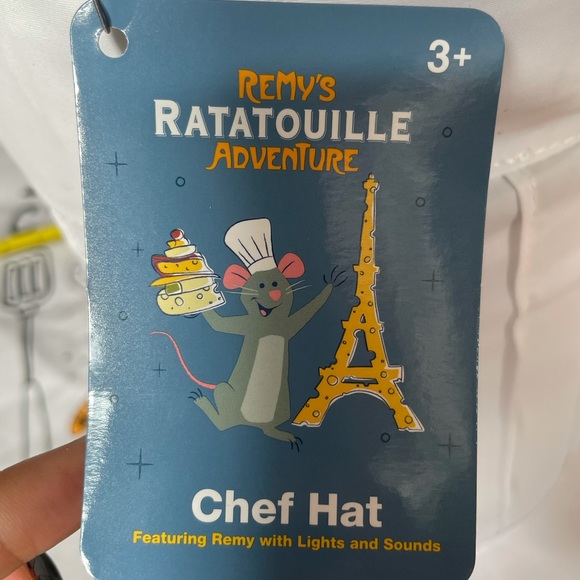 3+
REMY'S
RATATOUILLE
ADVENTURE
Chef Hat
Featuring Remy with Lights and Sounds